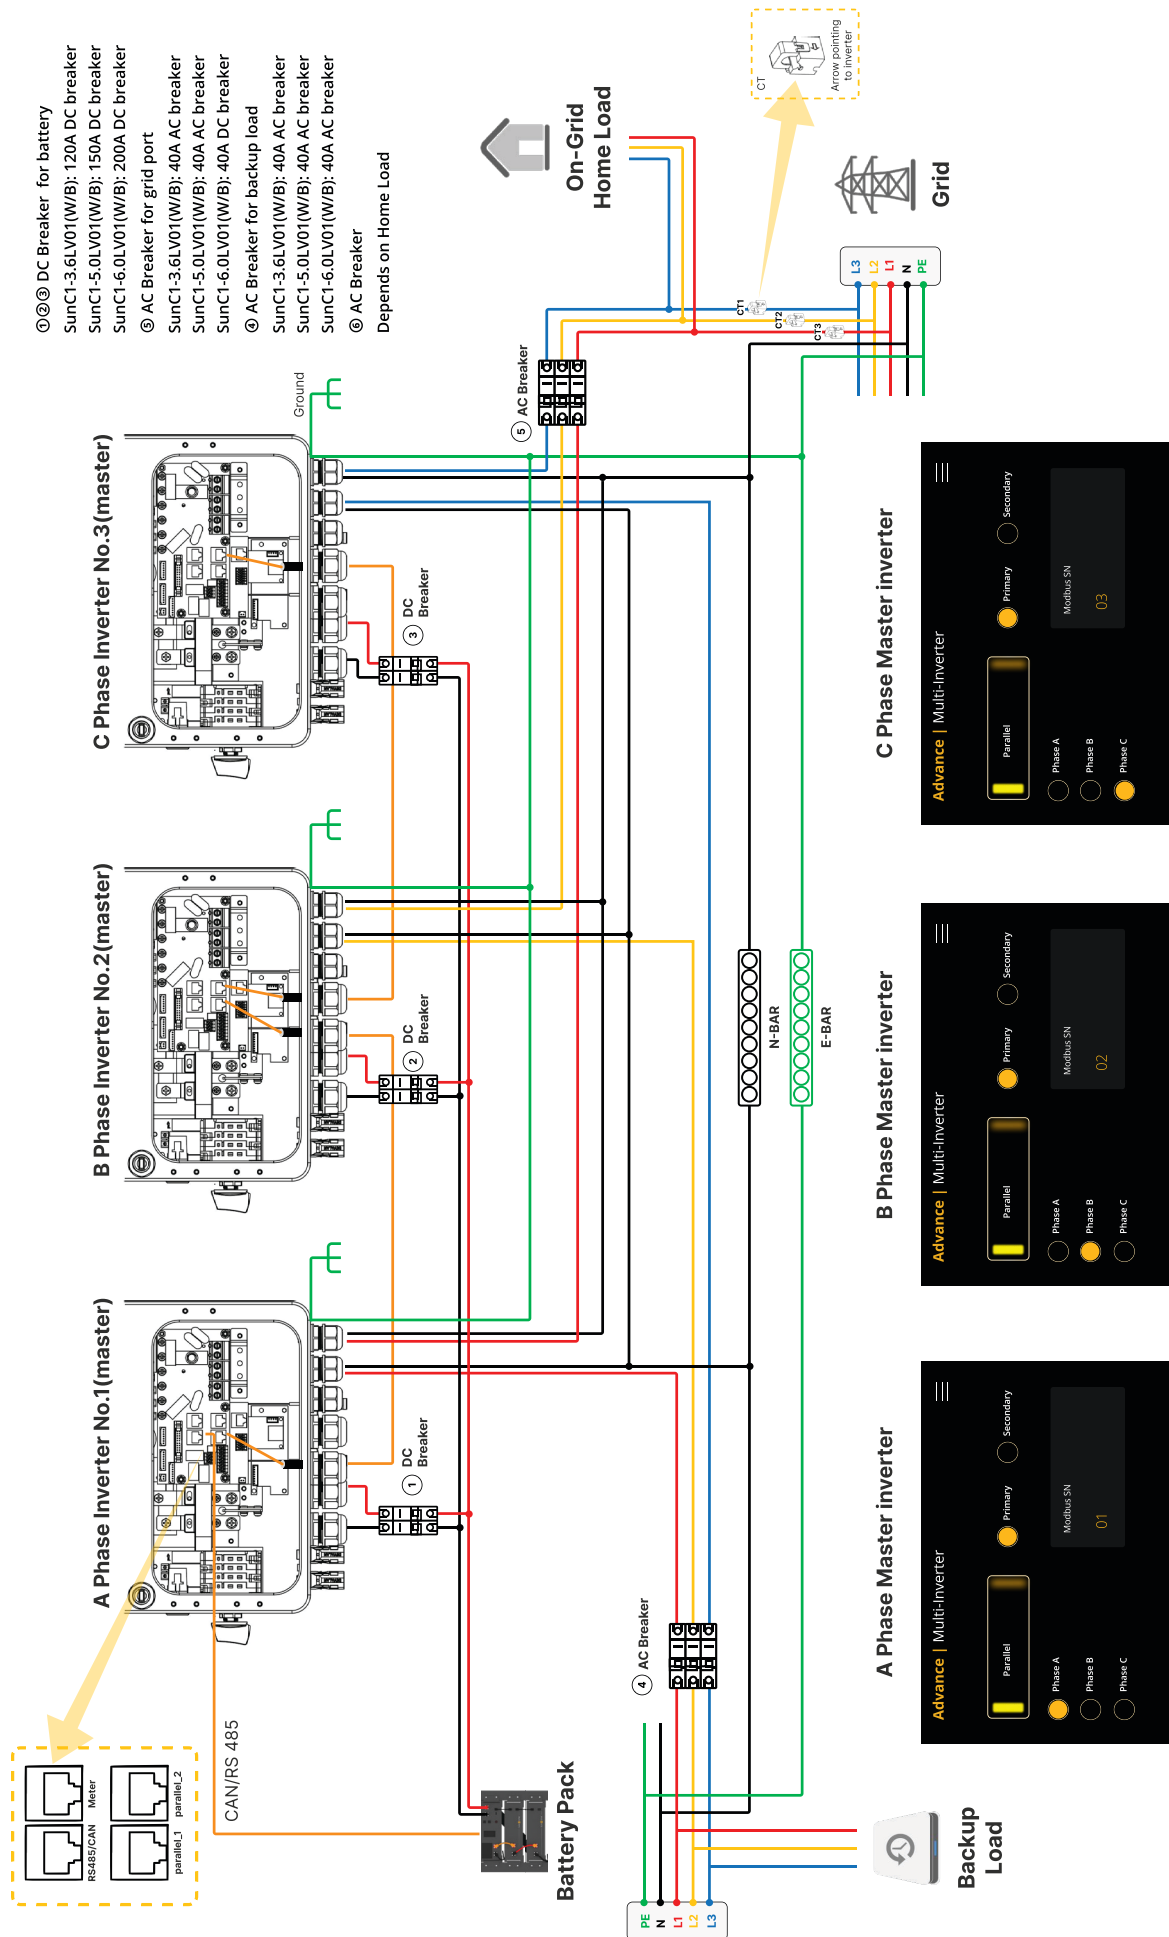 ①②③ DC Breaker for battery
SunC1-3.6LV01(W/B): 120A DC breaker
SunC1-5.0LV01(W/B): 150A DC breaker
SunC1-6.0LV01(W/B): 200A DC breaker
⑤ AC Breaker for grid port
SunC1-3.6LV01(W/B): 40A AC breaker
SunC1-5.0LV01(W/B): 40A AC breaker
SunC1-6.0LV01(W/B): 40A DC breaker
④ AC Breaker for backup load
SunC1-3.6LV01(W/B): 40A AC breaker
SunC1-5.0LV01(W/B): 40A AC breaker
SunC1-6.0LV01(W/B): 40A AC breaker
⑥ AC Breaker
Depends on Home Load
RS485/CAN
Meter
parallel_1
parallel_2
A Phase Inverter No.1(master)
B Phase Inverter No.2(master)
C Phase Inverter No.3(master)
Ground
CAN/RS 485
1
DC
Breaker
2
DC
Breaker
3
DC
Breaker
5
AC Breaker
On-Grid
Home Load
CT
Arrow pointing
to inverter
CT1
CT2
CT3
Grid
L3
L2
L1
N
PE
Battery Pack
4
AC Breaker
N-BAR
E-BAR
PE
N
L1
L2
L3
Backup
Load
A Phase Master inverter
Advance | Multi-Inverter
Parallel
Primary
Secondary
Phase A
Phase B
Phase C
Modbus SN
01
B Phase Master inverter
Advance | Multi-Inverter
Parallel
Primary
Secondary
Phase A
Phase B
Phase C
Modbus SN
02
C Phase Master inverter
Advance | Multi-Inverter
Parallel
Primary
Secondary
Phase A
Phase B
Phase C
Modbus SN
03